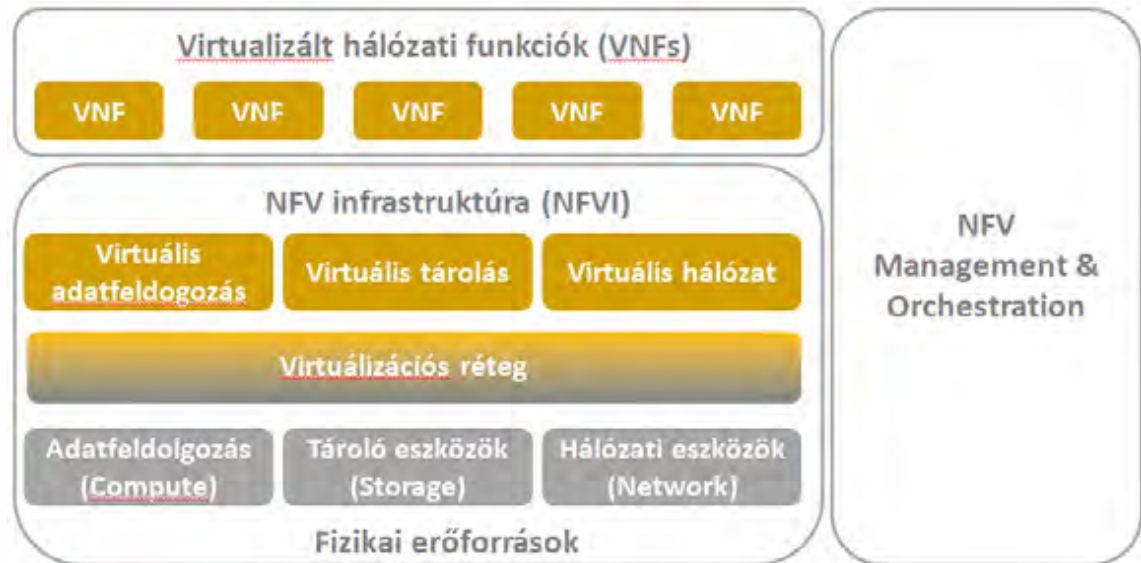 Virtualizált hálózati funkciók (VNFs)
VNF VNF VNF VNF VNF
NFV infrastruktúra (NFVI)
Virtuális
adatfeldogozás
Virtuális tárolás
Virtuális hálózat
Virtuálizációs réteg
Adatfeldolgozás
(Compute)
Tároló eszközök
(Storage)
Hálózati eszközök
(Network)
Fizikai erőforrások
NFV
Management &
Orchestration